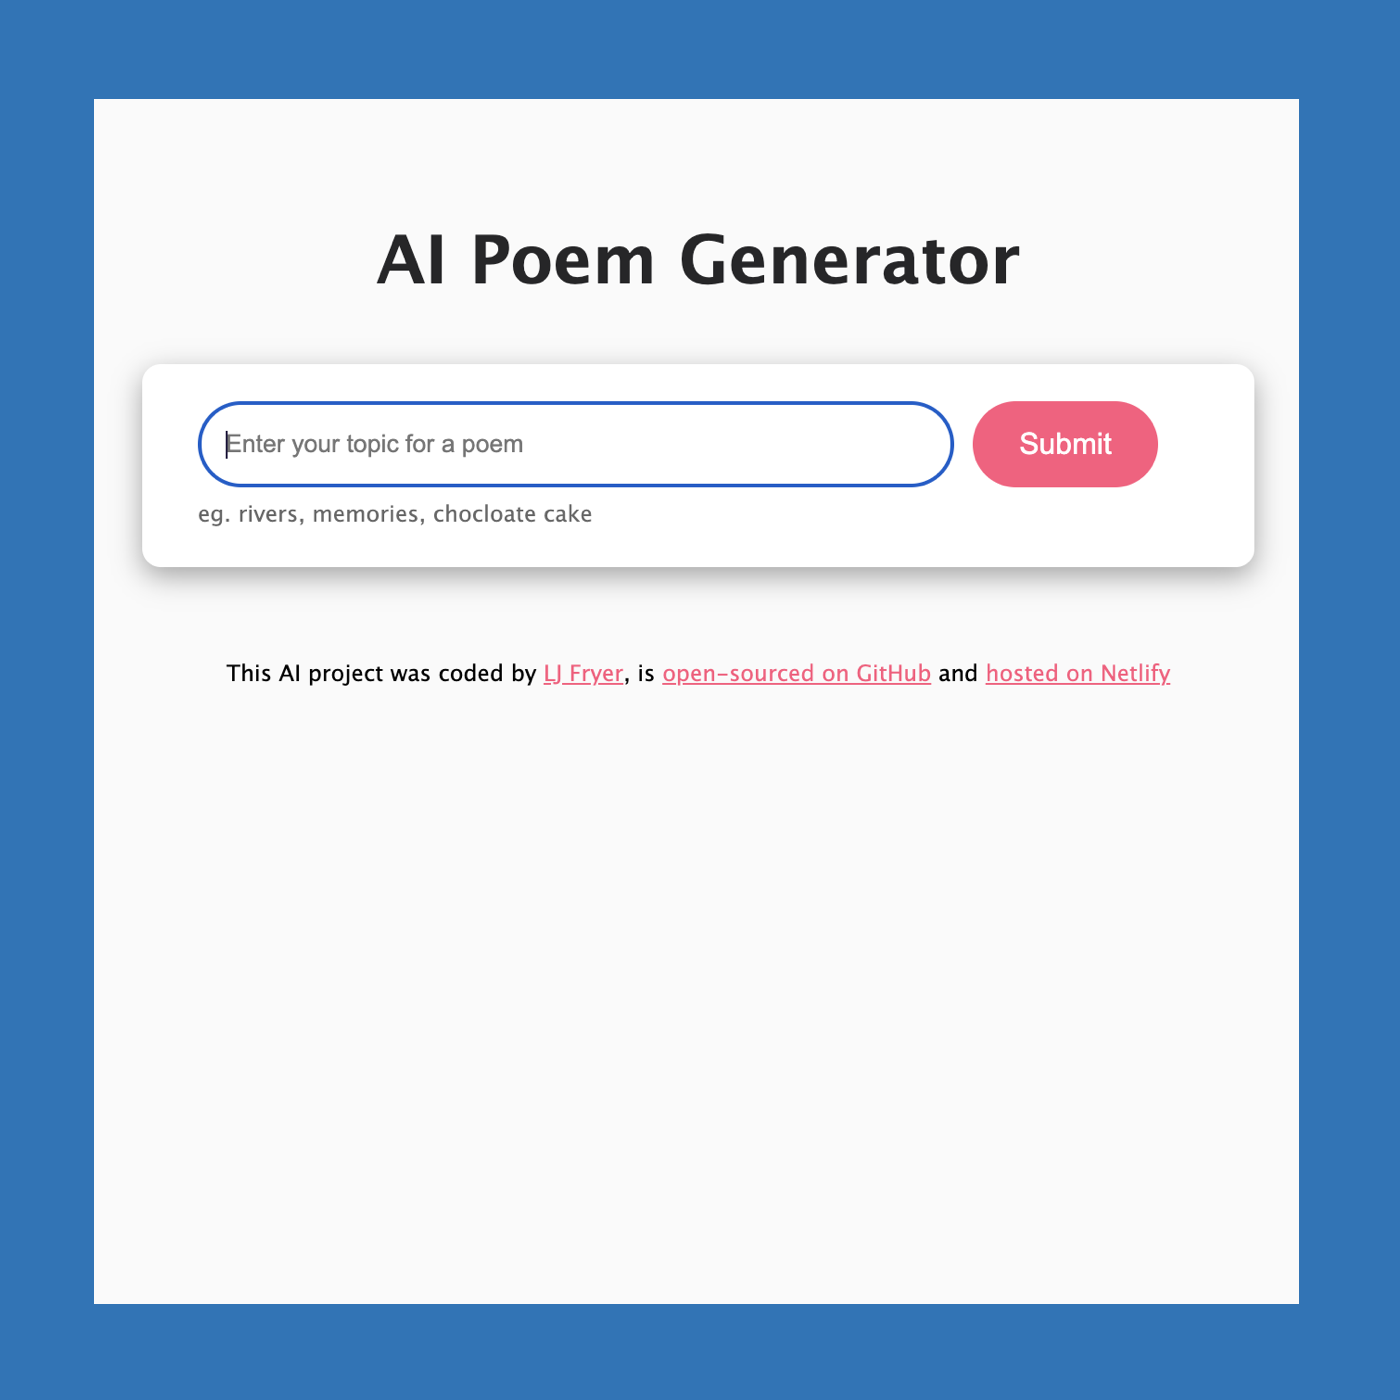 AI Poem Generator
Enter your topic for a poem
Submit
eg. rivers, memories, chocloate cake
This AI project was coded by LJ Fryer, is open-sourced on GitHub and hosted on Netlify